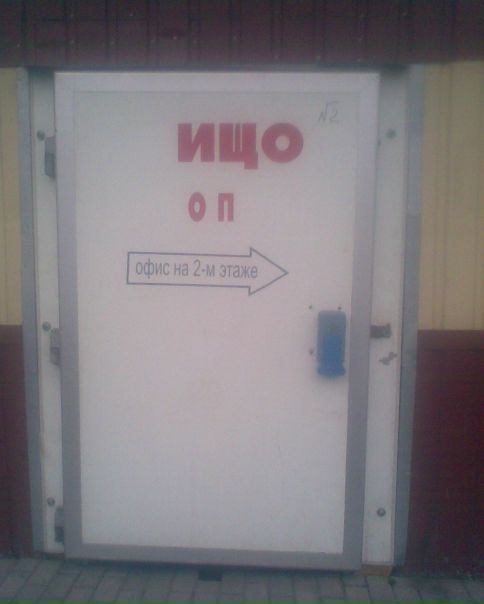 №2
ИЩО
О П
офис на 2-м этаже